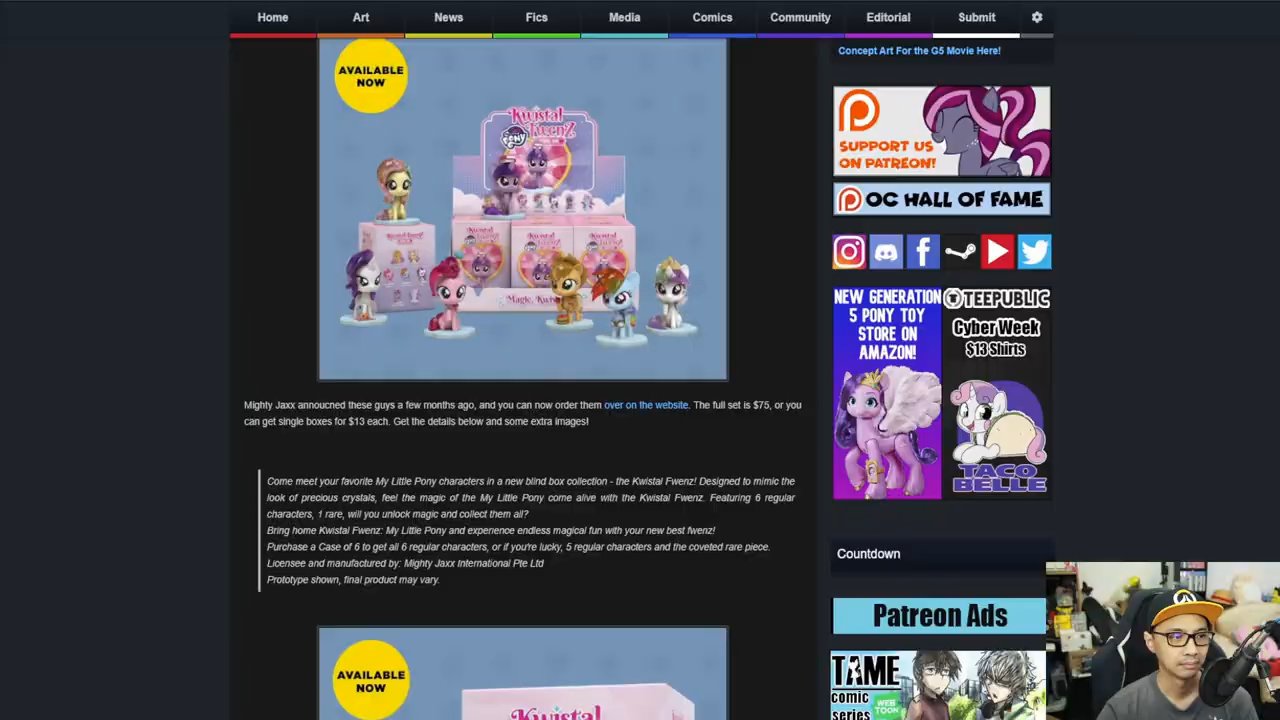 Home Art News Fics Media Comics Community Editorial Submit
AVAILABLE
NOW
Kwistal
Fwenz
Concept Art For the G5 Movie Here!
SUPPORT US
ON PATREON!
OC HALL OF FAME
NEW GENERATION
5 PONY TOY
STORE ON
AMAZON!
TEEPUBLIC
Cyber Week
$13 Shirts
TACO
BELLE
Mighty Jaxx annoucned these guys a few months ago, and you can now order them over on the website. The full set is $75, or you
can get single boxes for $13 each. Get the details below and some extra images!
Come meet your favorite My Little Pony characters in a new blind box collection - the Kwistal Fwenz! Designed to mimic the
look of precious crystals, feel the magic of the My Little Pony come alive with the Kwistal Fwenz. Featuring 6 regular
characters, 1 rare, will you unlock magic and collect them all?
Bring home Kwistal Fwenz: My Little Pony and experience endless magical fun with your new best fwenz!
Purchase a Case of 6 to get all 6 regular characters, or if you're lucky, 5 regular characters and the coveted rare piece.
Licensee and manufactured by: Mighty Jaxx International Pte Ltd
Prototype shown, final product may vary.
Countdown
Patreon Ads
TAME
comic
series
WEB
TOON
AVAILABLE
NOW
Kwistal